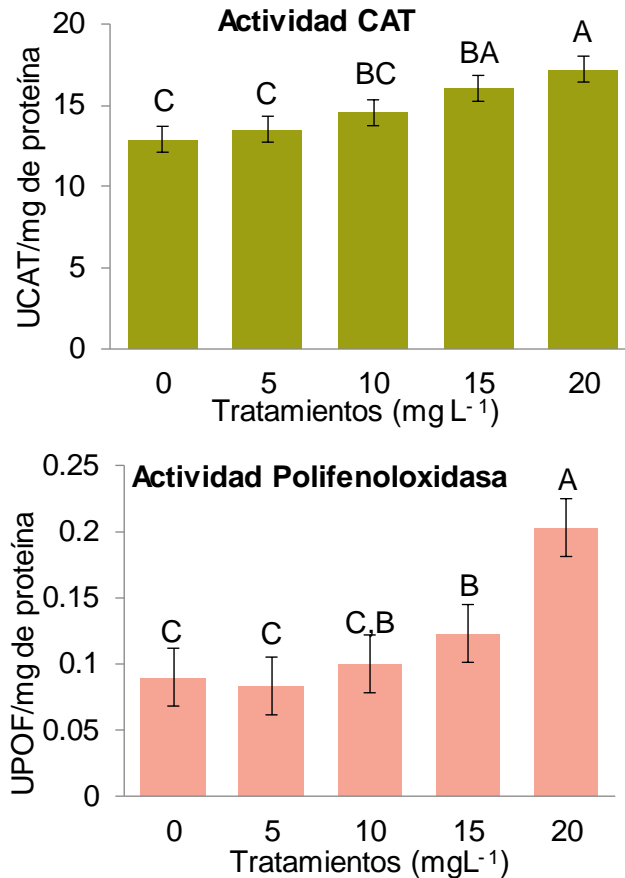 Actividad CAT
20
15
10
5
0
UCAT/mg de proteína
C
C
BC
BA
A
0 5 10 15 20
Tratamientos (mg L-1)
Actividad Polifenoloxidasa
0.25
0.2
0.15
0.1
0.05
0
UPOF/mg de proteína
C
C
C,B
B
A
0 5 10 15 20
Tratamientos (mgL-1)